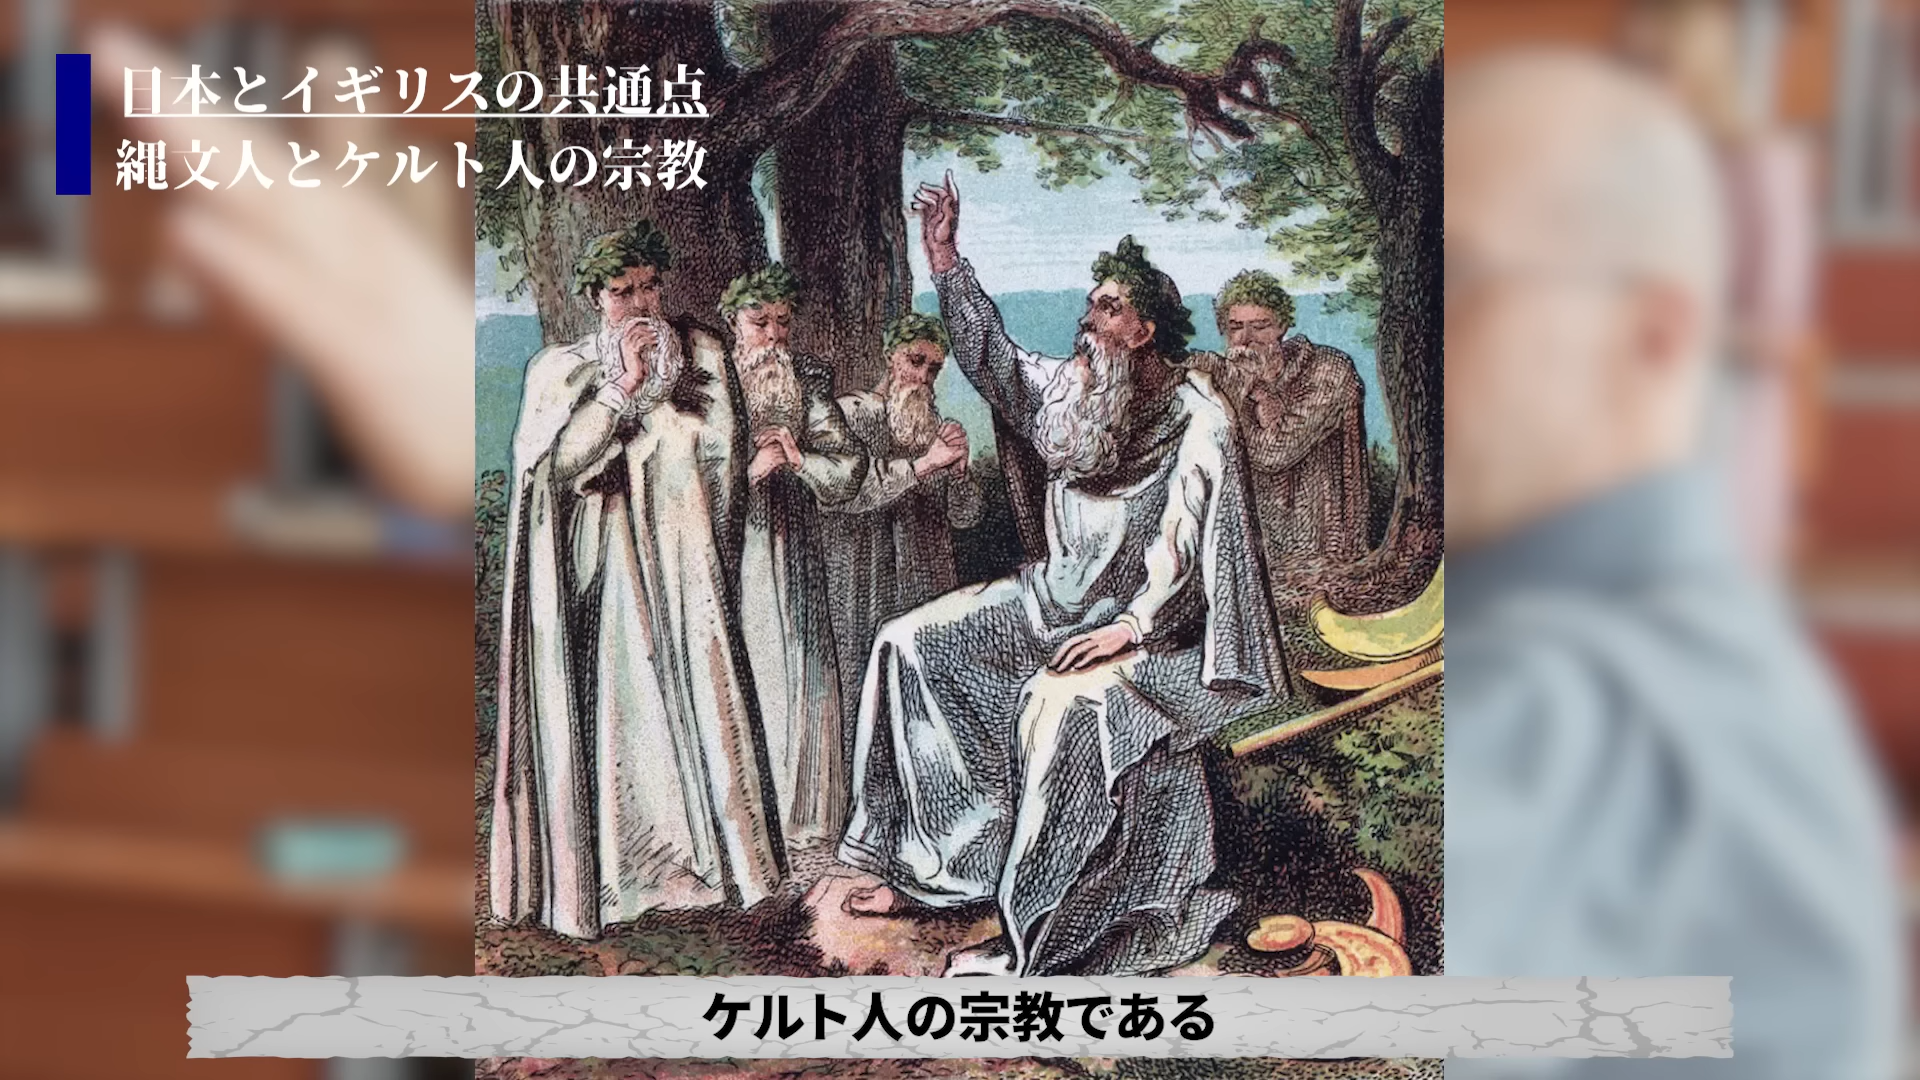 日本とイギリスの共通点
縄文人とケルト人の宗教
ケルト人の宗教である